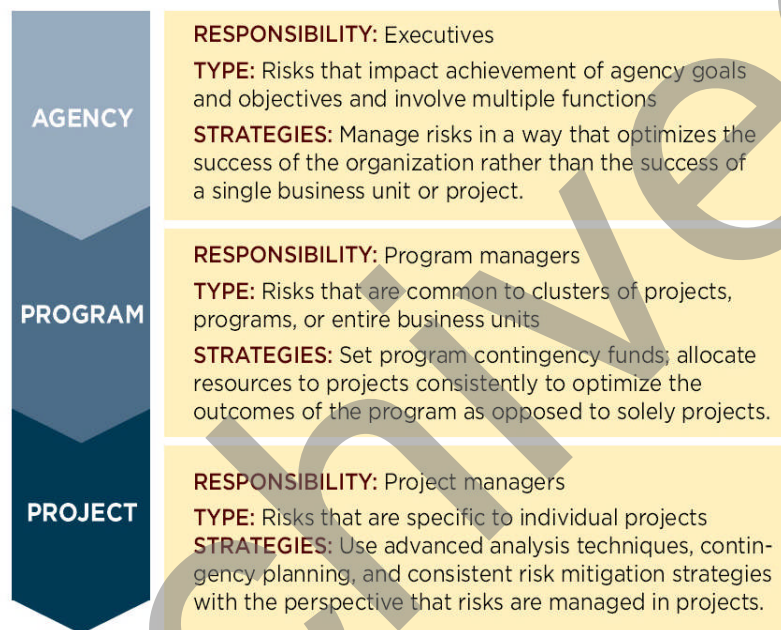 AGENCY
RESPONSIBILITY: Executives
TYPE: Risks that impact achievement of agency goals
and objectives and involve multiple functions
STRATEGIES: Manage risks in a way that optimizes the
success of the organization rather than the success of
a single business unit or project.
PROGRAM
RESPONSIBILITY: Program managers
TYPE: Risks that are common to clusters of projects,
programs, or entire business units
STRATEGIES: Set program contingency funds; allocate
resources to projects consistently to optimize the
outcomes of the program as opposed to solely projects.
PROJECT
RESPONSIBILITY: Project managers
TYPE: Risks that are specific to individual projects
STRATEGIES: Use advanced analysis techniques, contin-
gency planning, and consistent risk mitigation strategies
with the perspective that risks are managed in projects.
chive